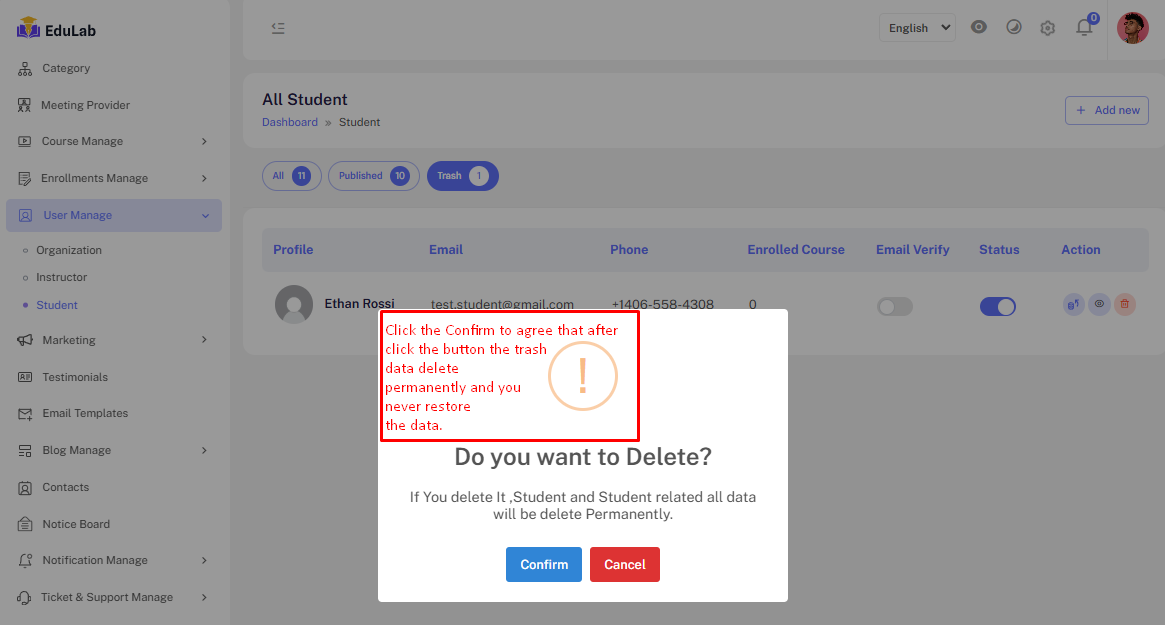 EduLab
Category
Meeting Provider
Course Manage
Enrollments Manage
User Manage
Organization
Instructor
Student
Marketing
Testimonials
Email Templates
Blog Manage
Contacts
Notice Board
Notification Manage
Ticket & Support Manage
English
0
All Student
Dashboard » Student
+ Add new
All 11
Published 10
Trash 1
Profile Email Phone Enrolled Course Email Verify Status Action
Ethan Rossi test.student@gmail.com +1406-558-4308 0
Click the Confirm to agree that after
click the button the trash
data delete
permanently and you
never restore
the data.
!
Do you want to Delete?
If You delete It ,Student and Student related all data
will be delete Permanently.
Confirm
Cancel